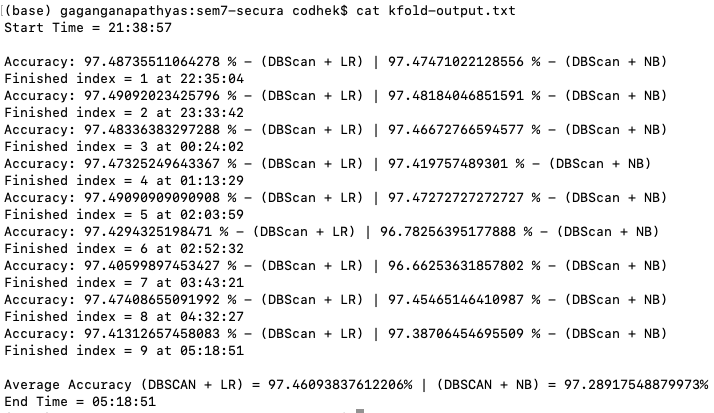 (base) gaganganapathyas:sem7-secura codhek$ cat kfold-output.txt
Start Time = 21:38:57
Accuracy: 97.48735511064278 % - (DBScan + LR) | 97.47471022128556 % - (DBScan + NB)
Finished index = 1 at 22:35:04
Accuracy: 97.49092023425796 % - (DBScan + LR) | 97.48184046851591 % - (DBScan + NB)
Finished index = 2 at 23:33:42
Accuracy: 97.48336383297288 % - (DBScan + LR) | 97.46672766594577 % - (DBScan + NB)
Finished index = 3 at 00:24:02
Accuracy: 97.47325249643367 % - (DBScan + LR) | 97.419757489301 % - (DBScan + NB)
Finished index = 4 at 01:13:29
Accuracy: 97.49090909090908 % - (DBScan + LR) | 97.47272727272727 % - (DBScan + NB)
Finished index = 5 at 02:03:59
Accuracy: 97.4294325198471 % - (DBScan + LR) | 96.78256395177888 % - (DBScan + NB)
Finished index = 6 at 02:52:32
Accuracy: 97.40599897453427 % - (DBScan + LR) | 96.66253631857802 % - (DBScan + NB)
Finished index = 7 at 03:43:21
Accuracy: 97.47408655091992 % - (DBScan + LR) | 97.45465146410987 % - (DBScan + NB)
Finished index = 8 at 04:32:27
Accuracy: 97.41312657458083 % - (DBScan + LR) | 97.38706454695509 % - (DBScan + NB)
Finished index = 9 at 05:18:51
Average Accuracy (DBSCAN + LR) = 97.46093837612206% | (DBSCAN + NB) = 97.28917548879973%
End Time = 05:18:51